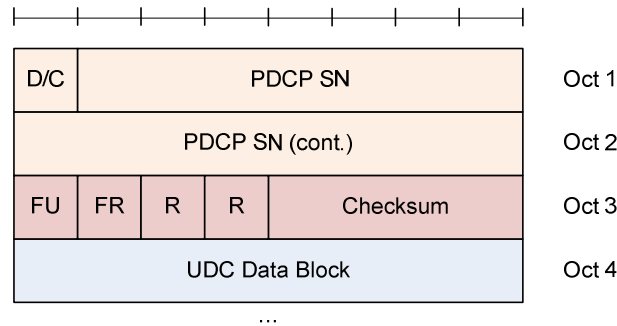 D/C PDCP SN Oct 1
PDCP SN (cont.) Oct 2
FU FR R R Checksum Oct 3
UDC Data Block Oct 4
...